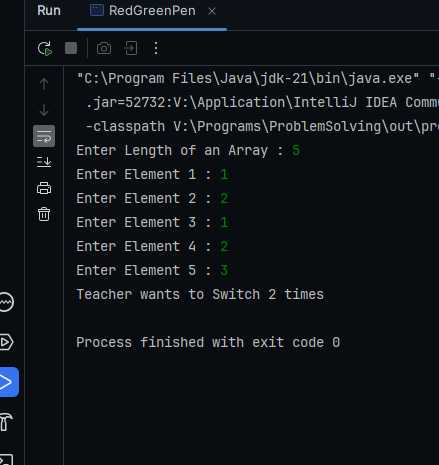 Run RedGreenPen
"C:\Program Files\Java\jdk-21\bin\java.exe" "-
.jar=52732:V:\Application\IntelliJ IDEA Commu
-classpath V:\Programs\ProblemSolving\out\pro
Enter Length of an Array : 5
Enter Element 1 : 1
Enter Element 2 : 2
Enter Element 3 : 1
Enter Element 4 : 2
Enter Element 5 : 3
Teacher wants to Switch 2 times
Process finished with exit code 0